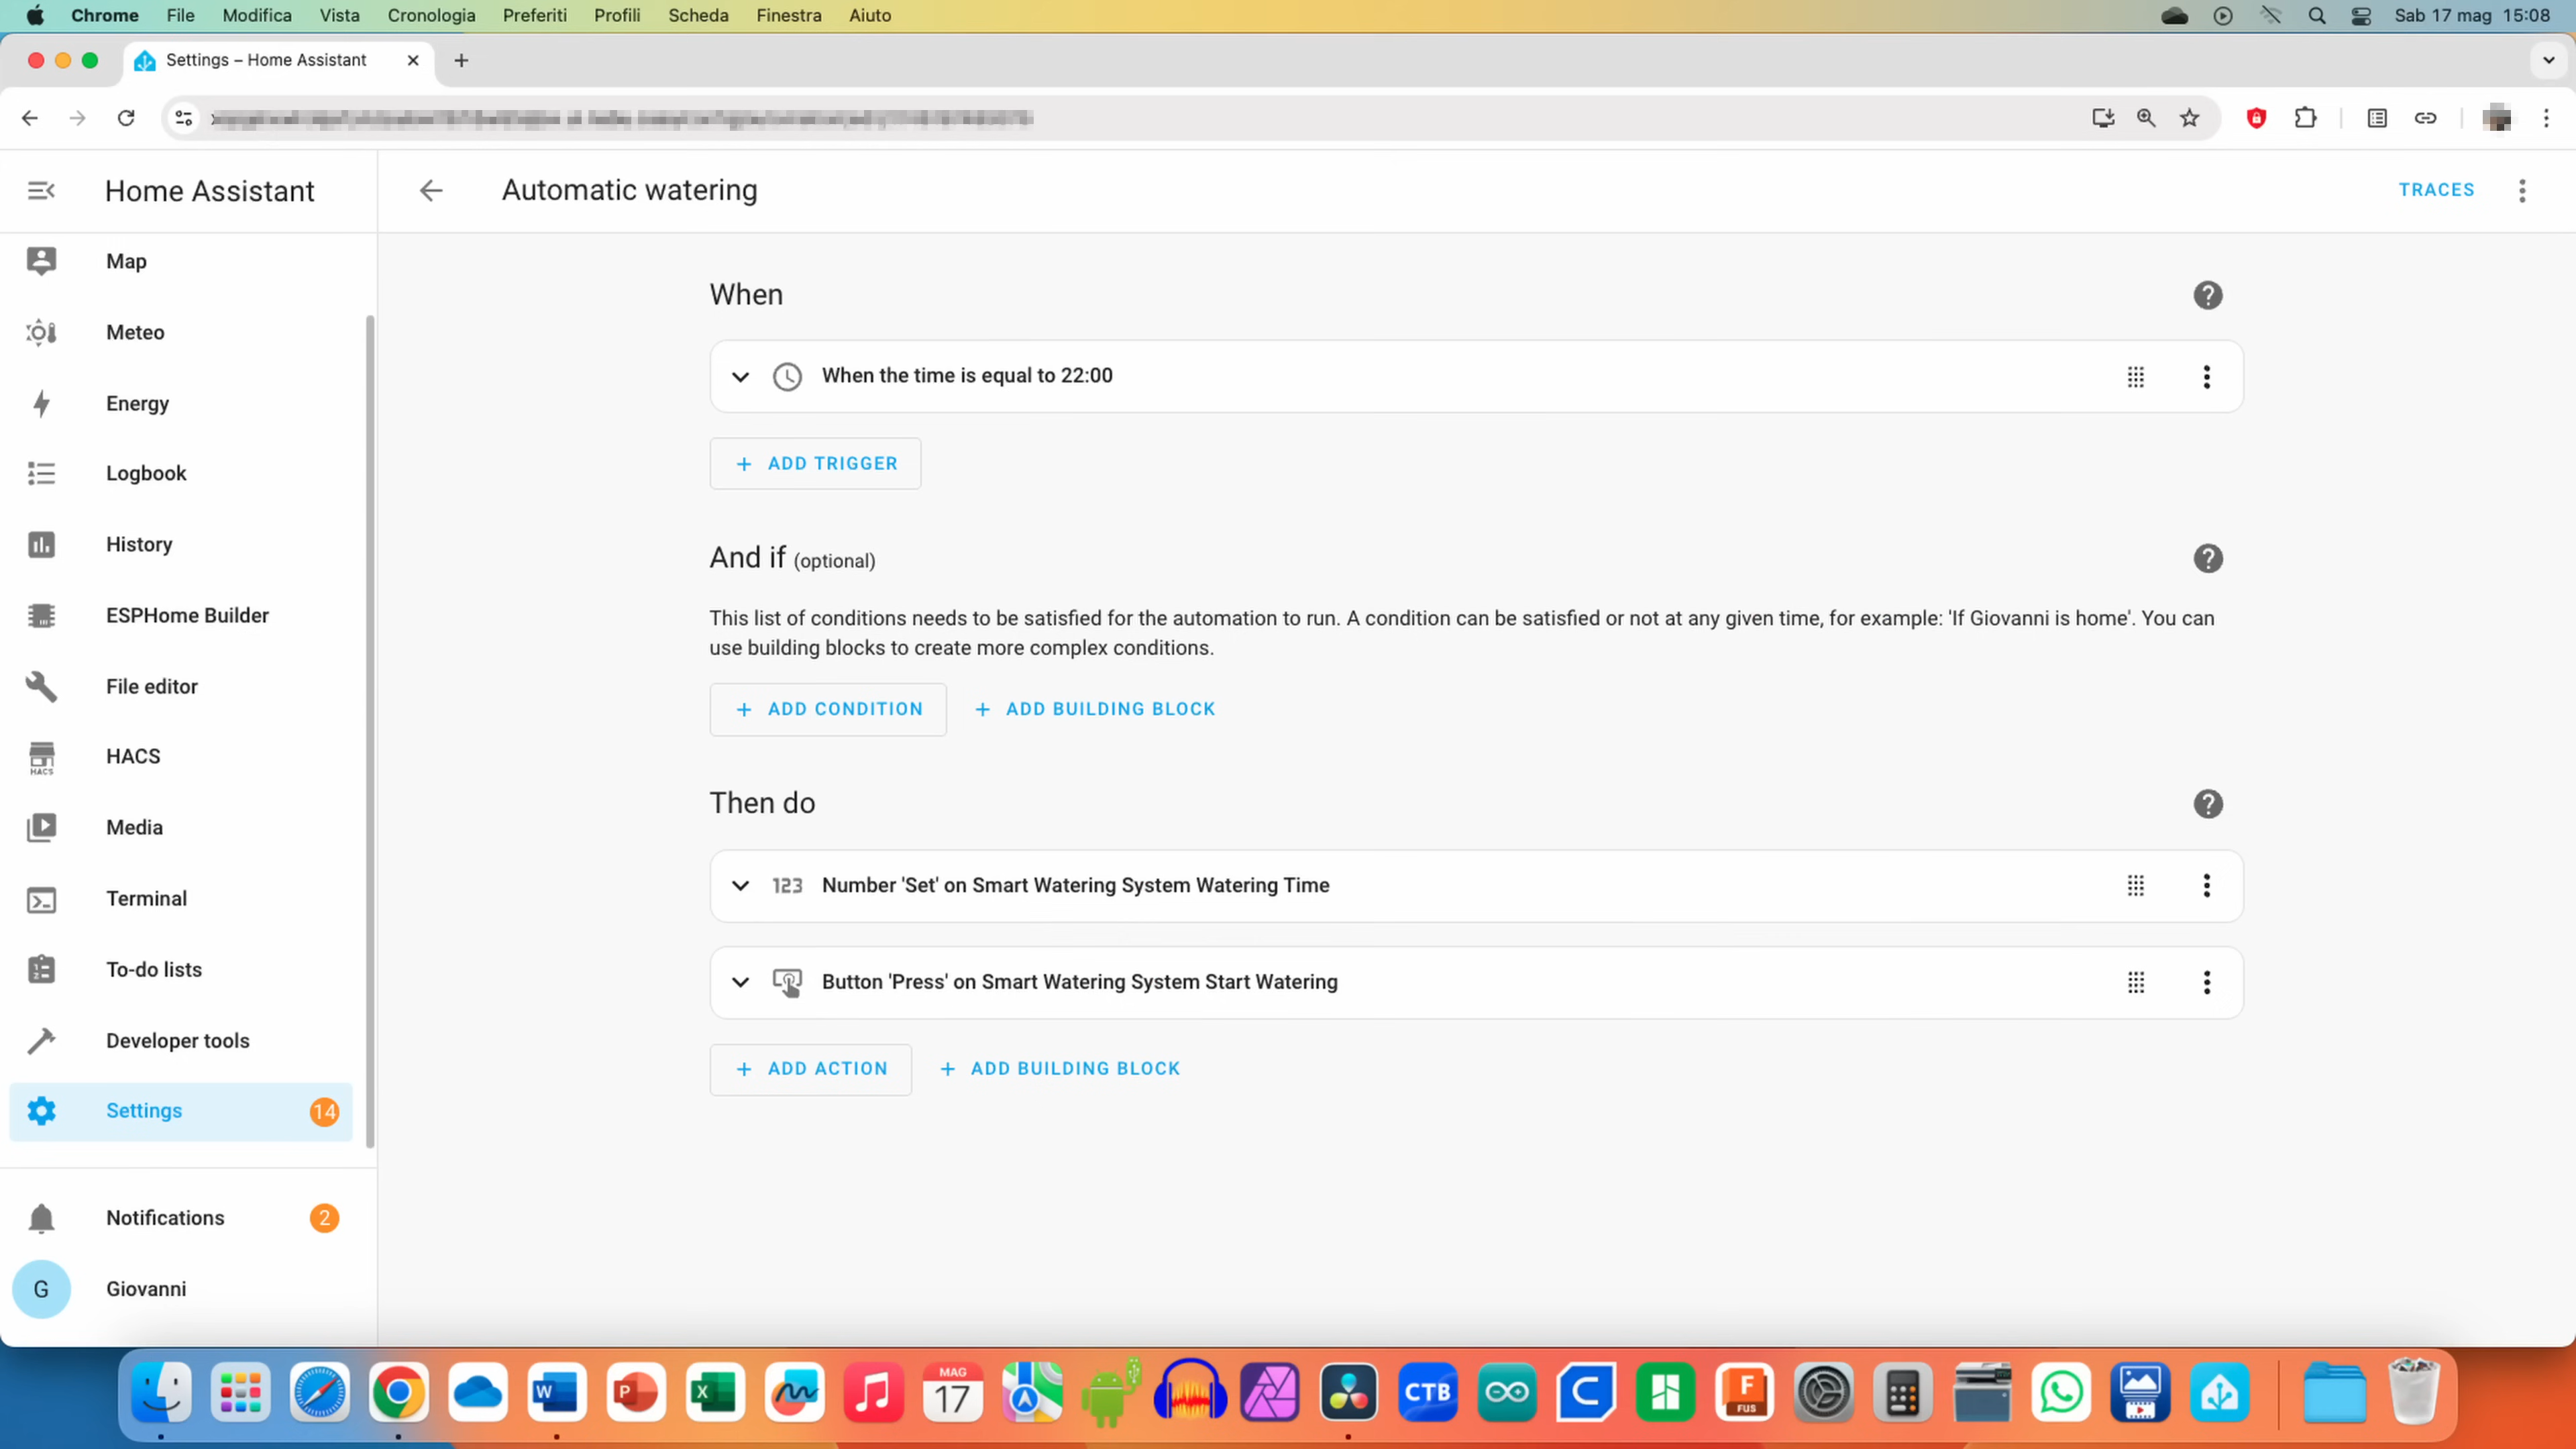 Chrome File Modifica Vista Cronologia Preferiti Profili Scheda Finestra Aiuto Sab 17 mag 15:08
Settings – Home Assistant
Home Assistant
Automatic watering
TRACES
Map
Meteo
Energy
Logbook
History
ESPHome Builder
File editor
HACS
HACS
Media
Terminal
To-do lists
Developer tools
Settings 14
Notifications 2
G Giovanni
When
When the time is equal to 22:00
ADD TRIGGER
And if (optional)
This list of conditions needs to be satisfied for the automation to run. A condition can be satisfied or not at any given time, for example: 'If Giovanni is home'. You can
use building blocks to create more complex conditions.
ADD CONDITION ADD BUILDING BLOCK
Then do
123 Number 'Set' on Smart Watering System Watering Time
Button 'Press' on Smart Watering System Start Watering
ADD ACTION ADD BUILDING BLOCK
W
P
X
MAG
17
CTB
C
F
FUS